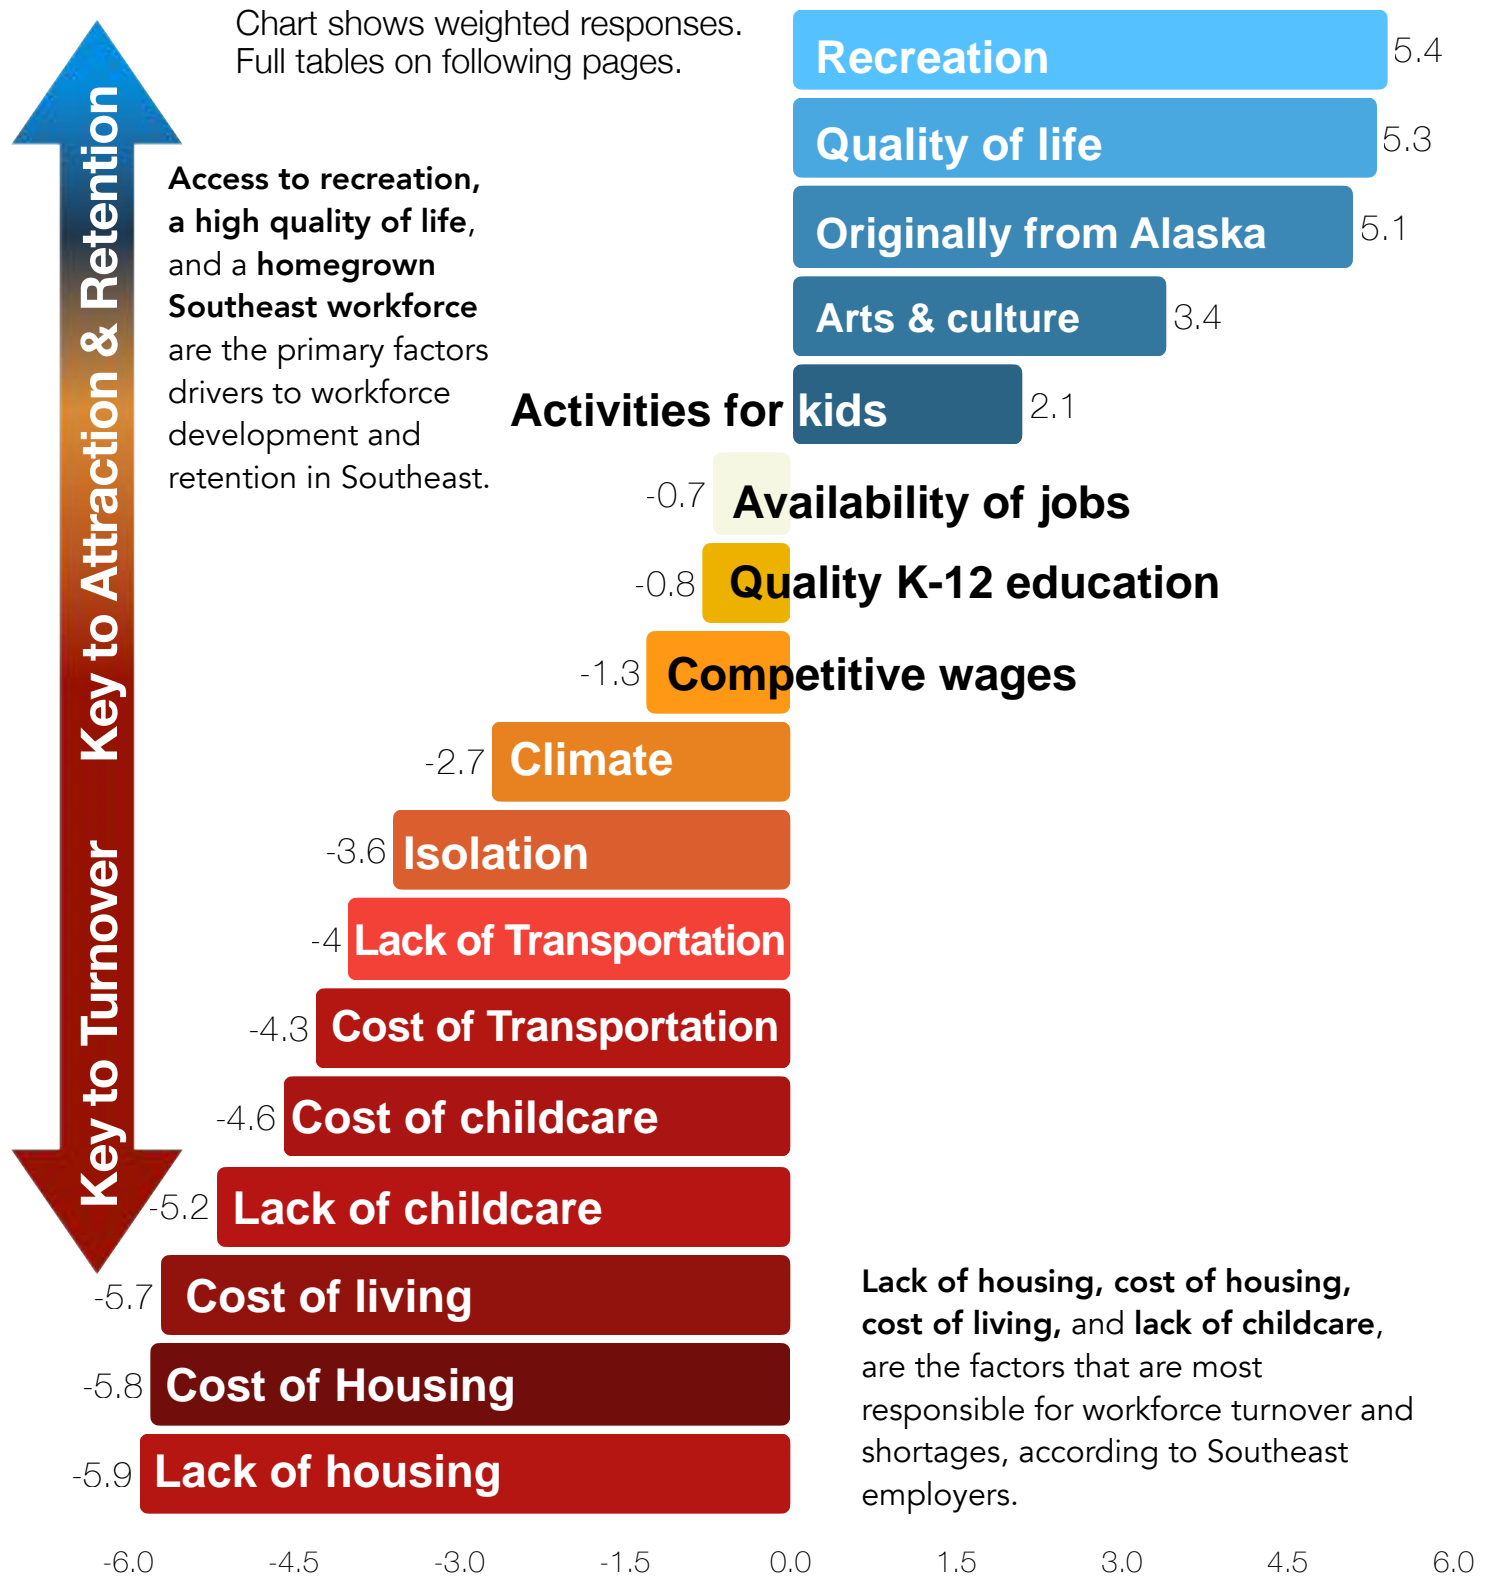 Chart shows weighted responses.
Full tables on following pages.
Key to Attraction & Retention
Key to Turnover
Access to recreation,
a high quality of life,
and a homegrown
Southeast workforce
are the primary factors
drivers to workforce
development and
retention in Southeast.
Recreation 5.4
Quality of life 5.3
Originally from Alaska 5.1
Arts & culture 3.4
Activities for kids 2.1
-0.7 Availability of jobs
-0.8 Quality K-12 education
-1.3 Competitive wages
-2.7 Climate
-3.6 Isolation
-4 Lack of Transportation
-4.3 Cost of Transportation
-4.6 Cost of childcare
-5.2 Lack of childcare
-5.7 Cost of living
-5.8 Cost of Housing
-5.9 Lack of housing
Lack of housing, cost of housing,
cost of living, and lack of childcare,
are the factors that are most
responsible for workforce turnover and
shortages, according to Southeast
employers.
-6.0 -4.5 -3.0 -1.5 0.0 1.5 3.0 4.5 6.0